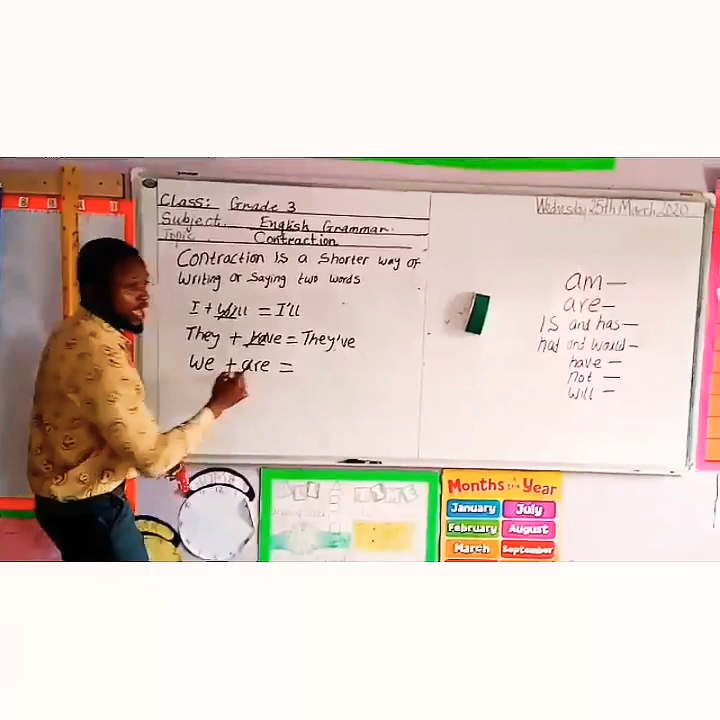 Class: Grade 3
Subject: English Grammar
Topic: Contraction
Contraction is a shorter way of
writing or saying two words
I + will = I'll
They + have = They've
We + are =
Wednesday 25th March 2020
am—
are—
IS and has—
had and would—
have —
not —
will —
Months of the Year
January July
February August
March September